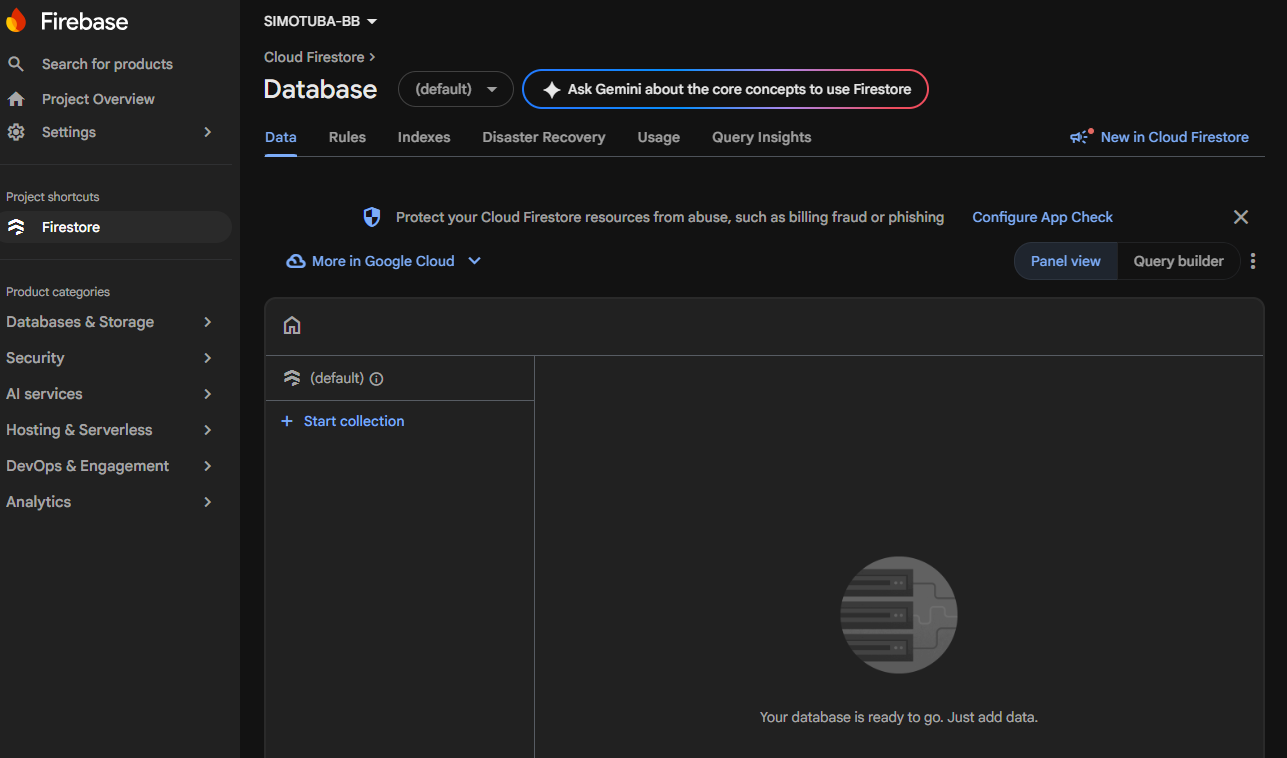 Firebase
Search for products
Project Overview
Settings
Project shortcuts
Firestore
Product categories
Databases & Storage
Security
AI services
Hosting & Serverless
DevOps & Engagement
Analytics
SIMOTUBA-BB
Cloud Firestore
Database
(default)
Ask Gemini about the core concepts to use Firestore
Data Rules Indexes Disaster Recovery Usage Query Insights
New in Cloud Firestore
Protect your Cloud Firestore resources from abuse, such as billing fraud or phishing
Configure App Check
More in Google Cloud
Panel view
Query builder
(default)
Start collection
Your database is ready to go. Just add data.